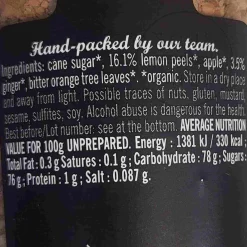 Hand-packed by our team.
Ingredients: cane sugar*, 16.1% lemon peels*, apple*, 3.5%
ginger*, bitter orange tree leaves*. *organic. Store in a dry place
and away from light. Possible traces of nuts, gluten, mustard,
sesame, sulfites, soy. Alcohol abuse is dangerous for the health.
Best before/Lot number: see at the bottom. AVERAGE NUTRITION
VALUE FOR 100g UNPREPARED. Energy : 1381 kJ / 330 kcal ;
Total Fat : 0.3 g Satures : 0.1 g ; Carbohydrate : 78 g ; Sugars :
76 g ; Protein : 1 g ; Salt : 0.087 g.